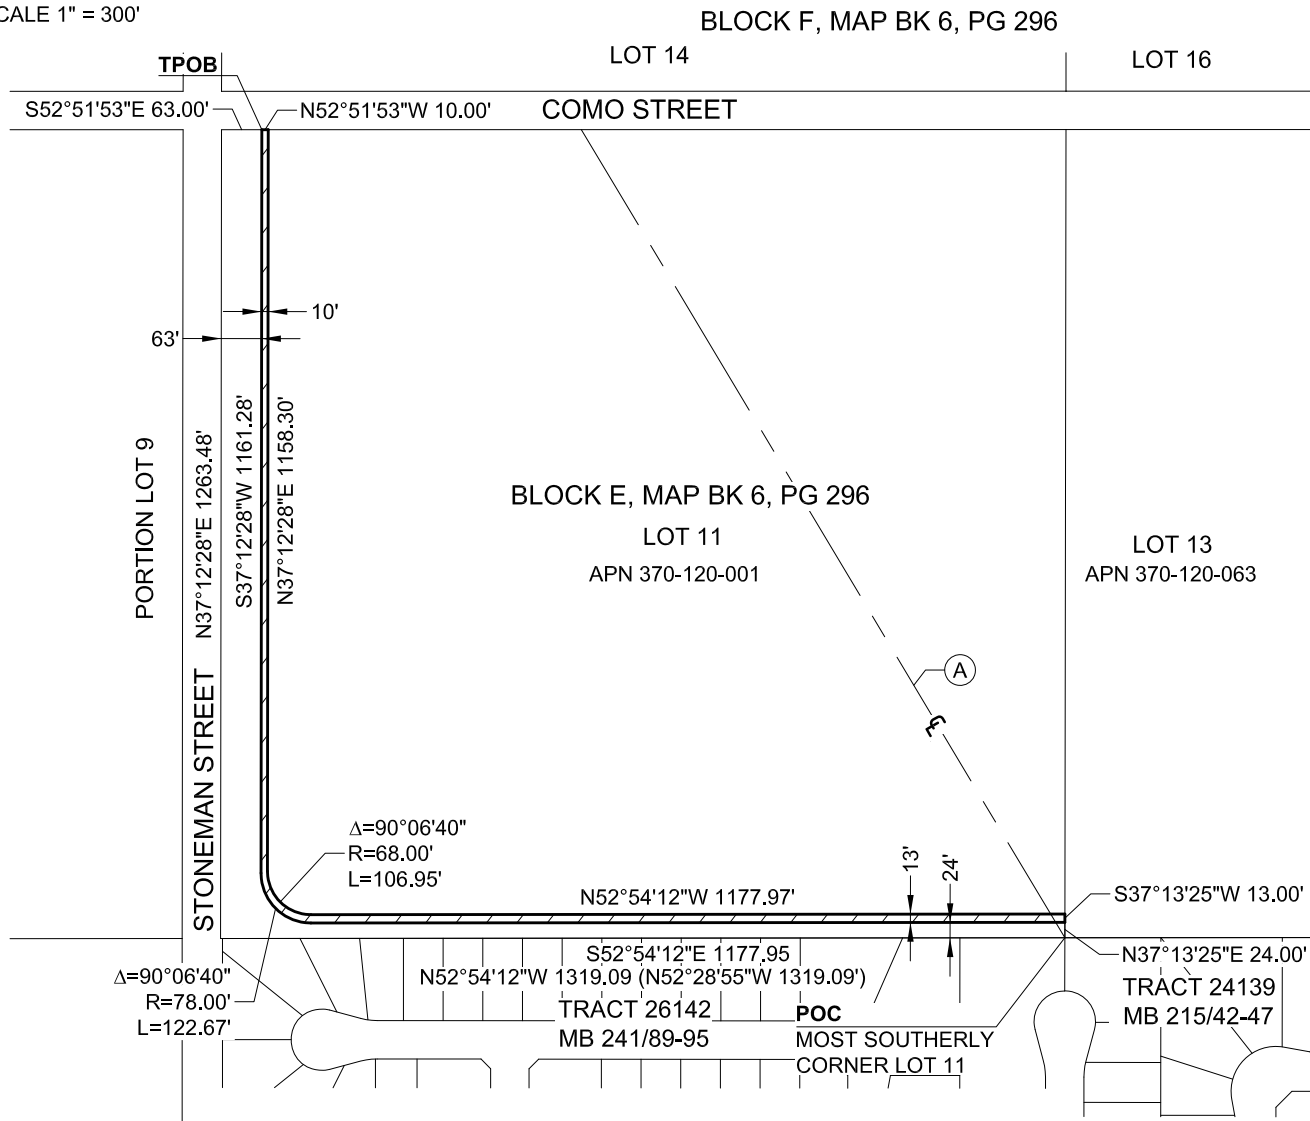 CALE 1" = 300'
BLOCK F, MAP BK 6, PG 296
LOT 14
LOT 16
TPOB
S52°51'53"E 63.00'
N52°51'53"W 10.00'
COMO STREET
10'
63'
PORTION LOT 9
STONEMAN STREET
N37°12'28"E 1263.48'
S37°12'28"W 1161.28'
N37°12'28"E 1158.30'
BLOCK E, MAP BK 6, PG 296
LOT 11
APN 370-120-001
LOT 13
APN 370-120-063
A
CL
Δ=90°06'40"
R=68.00'
L=106.95'
13'
24'
N52°54'12"W 1177.97'
S37°13'25"W 13.00'
S52°54'12"E 1177.95
N37°13'25"E 24.00'
N52°54'12"W 1319.09 (N52°28'55"W 1319.09')
Δ=90°06'40"
R=78.00'
L=122.67'
TRACT 26142
MB 241/89-95
POC
MOST SOUTHERLY
CORNER LOT 11
TRACT 24139
MB 215/42-47